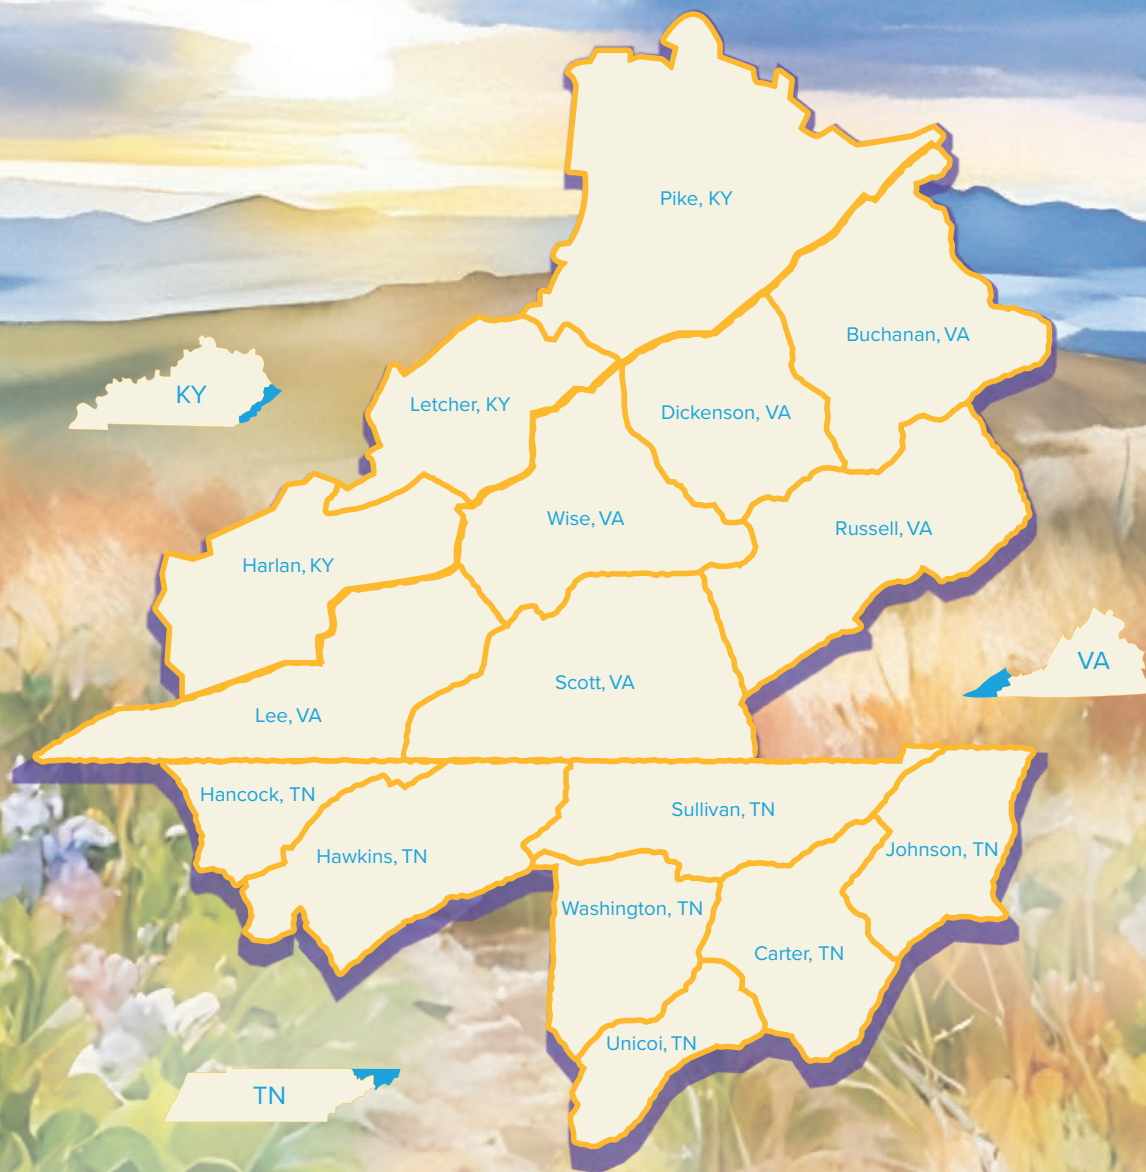 Pike, KY
Buchanan, VA
KY
Letcher, KY
Dickenson, VA
Wise, VA
Russell, VA
Harlan, KY
VA
Scott, VA
Lee, VA
Hancock, TN
Sullivan, TN
Hawkins, TN
Johnson, TN
Washington, TN
Carter, TN
Unicoi, TN
TN